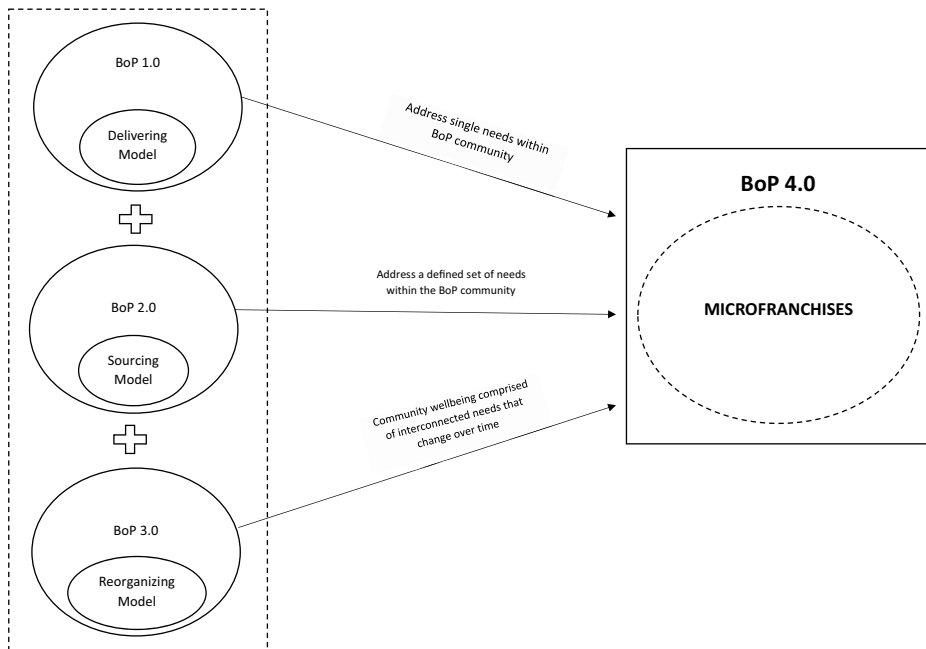 BoP 1.0
Delivering
Model
BoP 2.0
Sourcing
Model
BoP 3.0
Reorganizing
Model
Address single needs within
BoP community
Address a defined set of needs
within the BoP community
Community wellbeing comprised
of interconnected needs that
change over time
BoP 4.0
MICROFRANCHISES